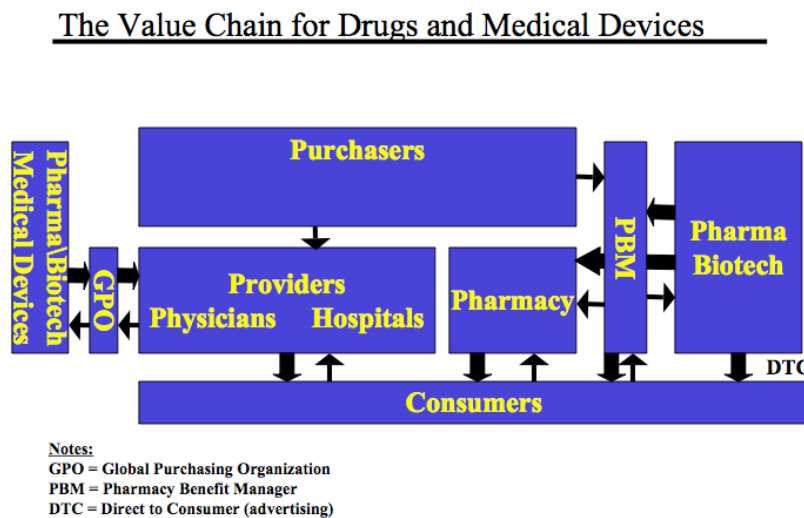 The Value Chain for Drugs and Medical Devices
Pharma\Biotech
Medical Devices
GPO
Purchasers
Providers
Physicians Hospitals
Pharmacy
PBM
Pharma
Biotech
DTC
Consumers
Notes:
GPO = Global Purchasing Organization
PBM = Pharmacy Benefit Manager
DTC = Direct to Consumer (advertising)